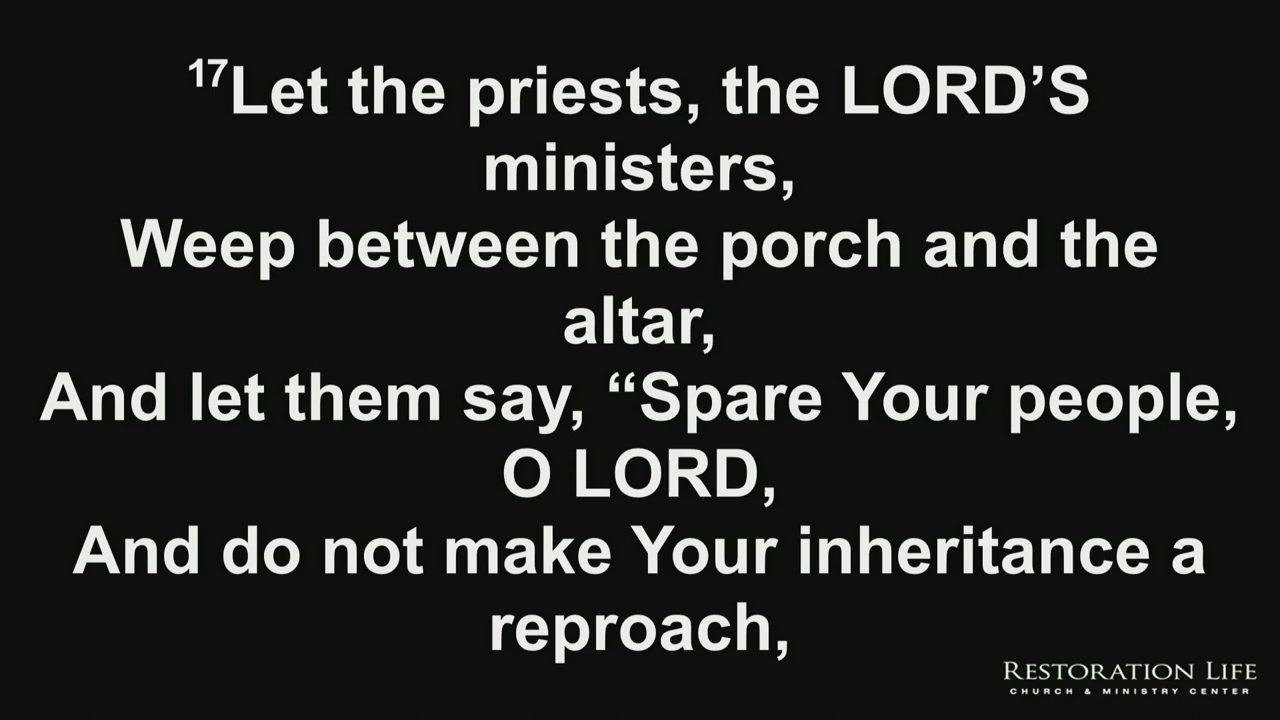 17Let the priests, the LORD’S
ministers,
Weep between the porch and the
altar,
And let them say, “Spare Your people,
O LORD,
And do not make Your inheritance a
reproach,
RESTORATION LIFE
CHURCH & MINISTRY CENTER